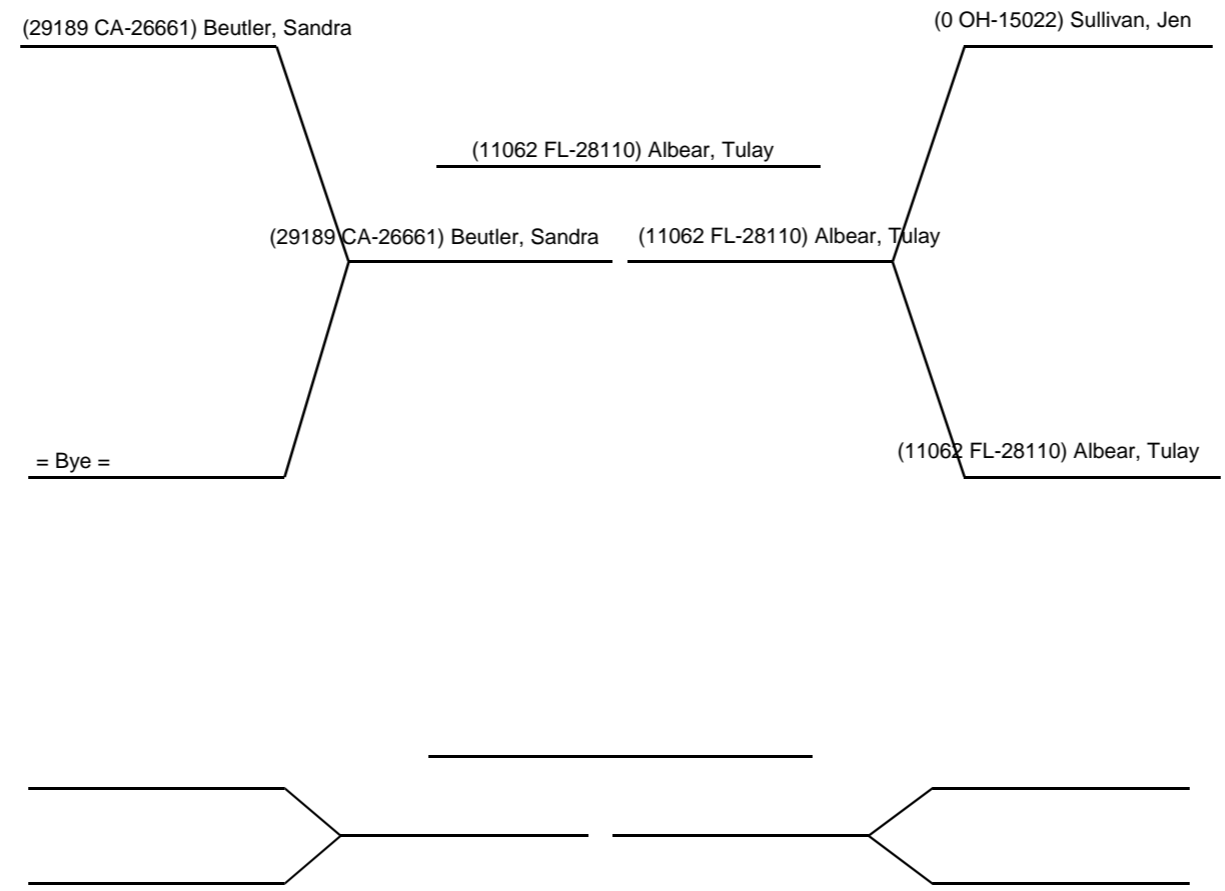 (29189 CA-26661) Beutler, Sandra
(0 OH-15022) Sullivan, Jen
(11062 FL-28110) Albear, Tulay
(29189 CA-26661) Beutler, Sandra
(11062 FL-28110) Albear, Tulay
= Bye =
(11062 FL-28110) Albear, Tulay